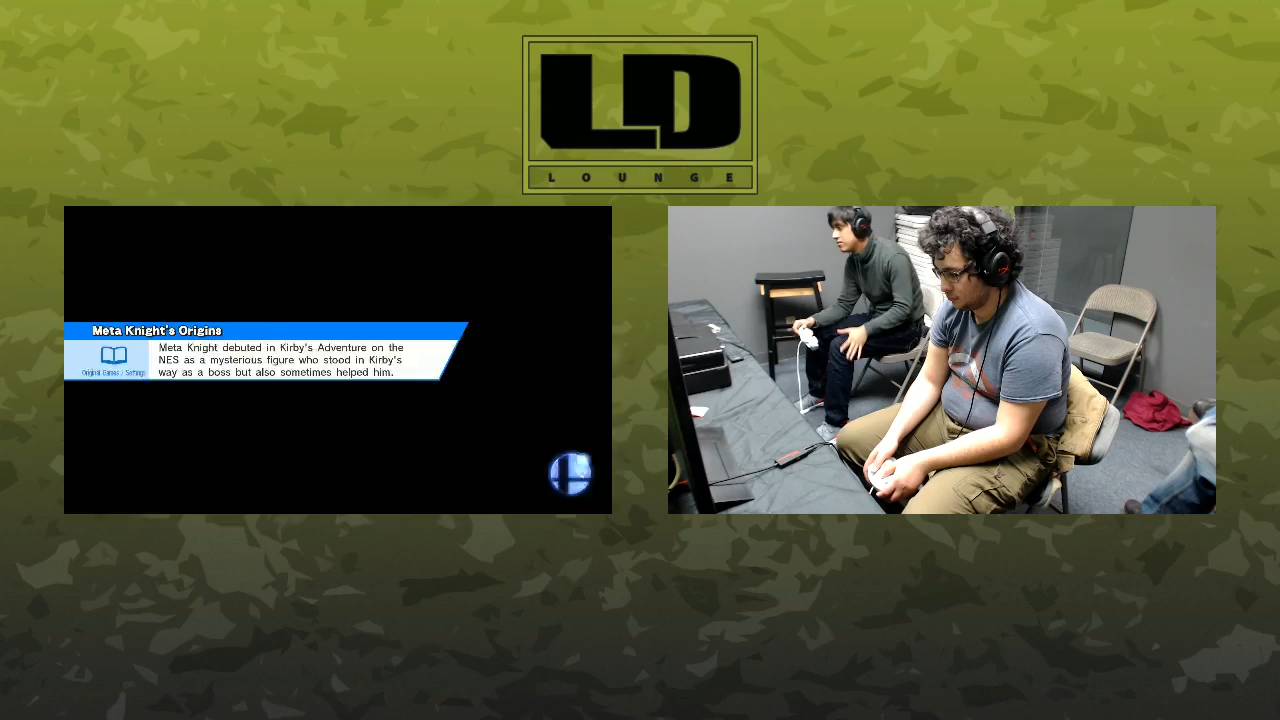 LD
LOUNGE
Meta Knight's Origins
Meta Knight debuted in Kirby's Adventure on the
NES as a mysterious figure who stood in Kirby's
way as a boss but also sometimes helped him.
Original Games / Settings